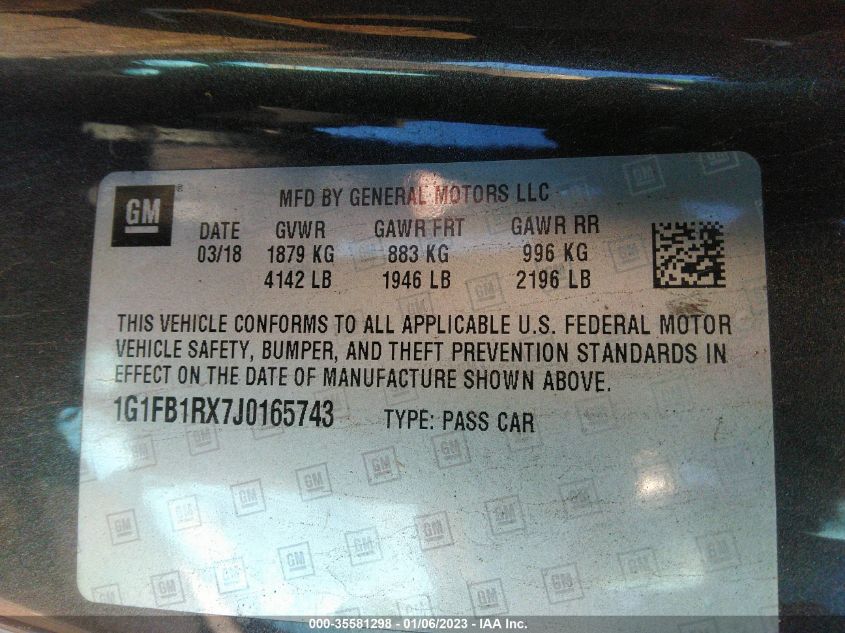 GM ® MFD BY GENERAL MOTORS LLC
DATE GVWR GAWR FRT GAWR RR
03/18 1879 KG 883 KG 996 KG
4142 LB 1946 LB 2196 LB
THIS VEHICLE CONFORMS TO ALL APPLICABLE U.S. FEDERAL MOTOR
VEHICLE SAFETY, BUMPER, AND THEFT PREVENTION STANDARDS IN
EFFECT ON THE DATE OF MANUFACTURE SHOWN ABOVE.
1G1FB1RX7J0165743 TYPE: PASS CAR
000-35581298 - 01/06/2023 - IAA Inc.